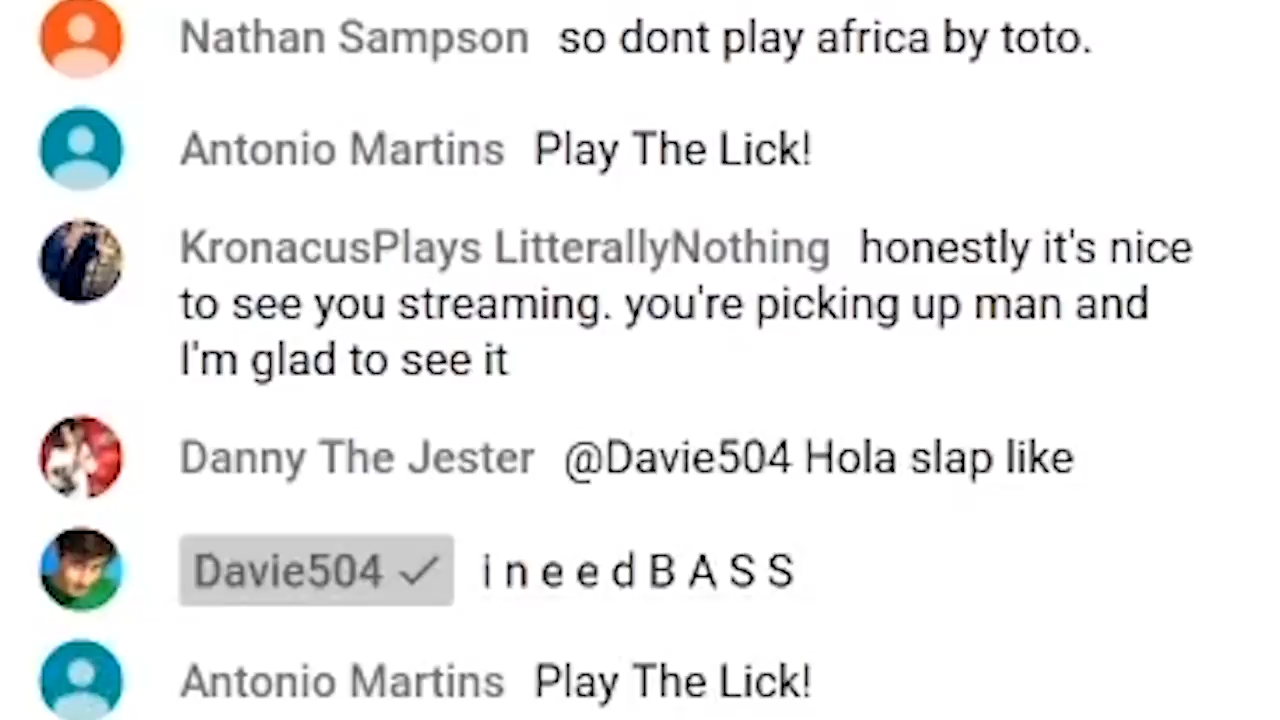 Nathan Sampson so dont play africa by toto.
Antonio Martins Play The Lick!
KronacusPlays LitterallyNothing honestly it's nice
to see you streaming. you're picking up man and
I'm glad to see it
Danny The Jester @Davie504 Hola slap like
Davie504 ✓ i n e e d B A S S
Antonio Martins Play The Lick!